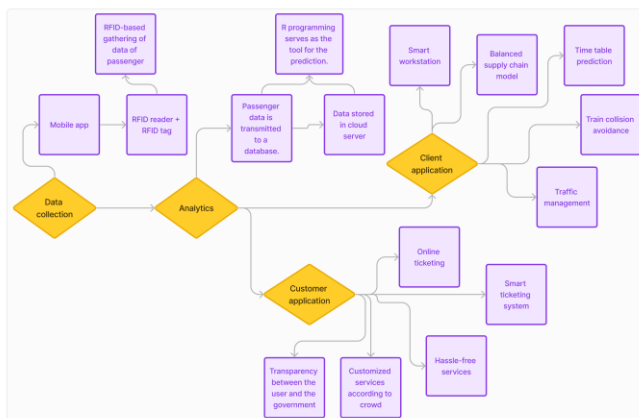 RFID-based
gathering of
data of
passenger
R programming
serves as the
tool for the
prediction.
Smart
workstation
Balanced
supply chain
model
Time table
prediction
Mobile app
RFID reader +
RFID tag
Passenger
data is
transmitted
to a
database.
Data stored
in cloud
server
Train collision
avoidance
Client
application
Data
collection
Analytics
Traffic
management
Online
ticketing
Customer
application
Smart
ticketing
system
Transparency
between the
user and the
government
Customized
services
according to
crowd
Hassle-free
services